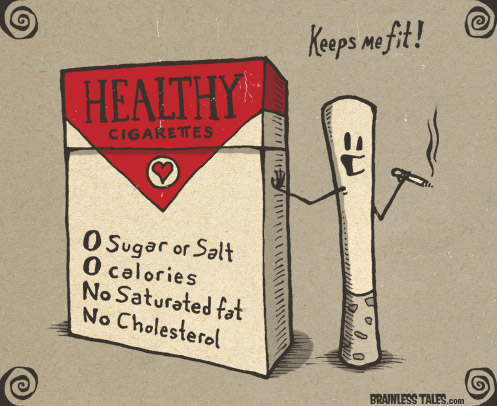 Keeps me fit!
HEALTHY
CIGARETTES
0 Sugar or Salt
0 calories
No Saturated fat
No Cholesterol
BRAINLESS TALES.com